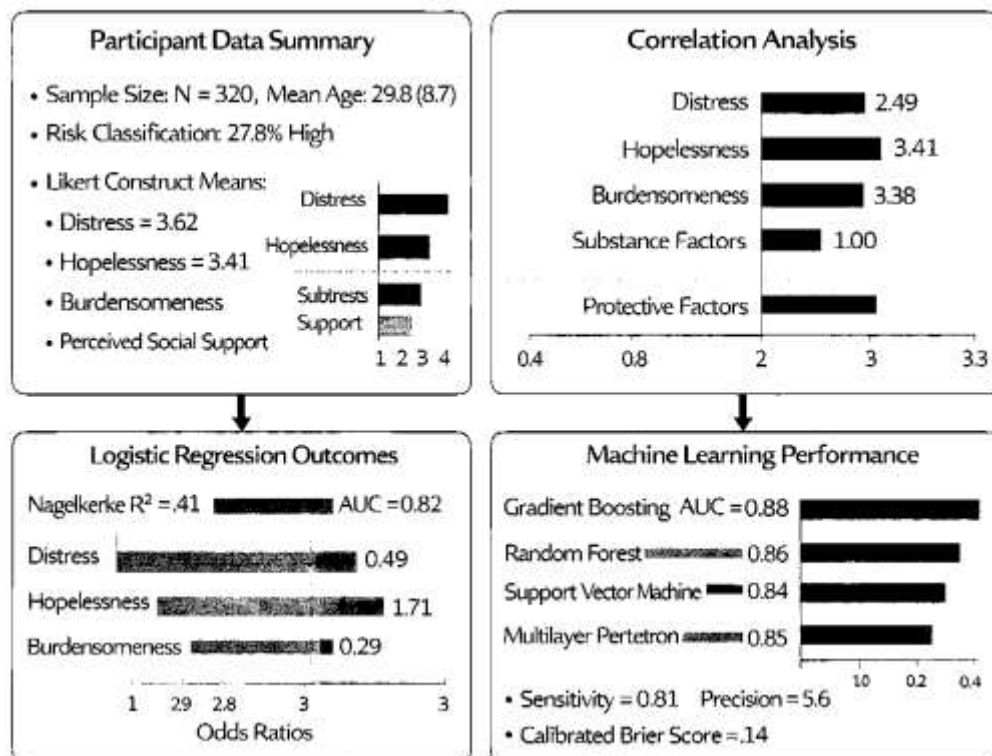 Participant Data Summary
• Sample Size: N = 320, Mean Age: 29.8 (8.7)
• Risk Classification: 27.8% High
• Likert Construct Means:
• Distress = 3.62
• Hopelessness = 3.41
• Burdensomeness
• Perceived Social Support
Distress
Hopelessness
Subtrests
Support
1 2 3 4
Correlation Analysis
Distress 2.49
Hopelessness 3.41
Burdensomeness 3.38
Substance Factors 1.00
Protective Factors
0.4 0.8 2 3 3.3
Logistic Regression Outcomes
Nagelkerke R² =.41 AUC = 0.82
Distress 0.49
Hopelessness 1.71
Burdensomeness 0.29
1 2.9 2.8 3 3
Odds Ratios
Machine Learning Performance
Gradient Boosting AUC = 0.88
Random Forest 0.86
Support Vector Machine 0.84
Multilayer Pertetron 0.85
1.0 0.2 0.4
• Sensitivity = 0.81 Precision = 5.6
• Calibrated Brier Score = .14